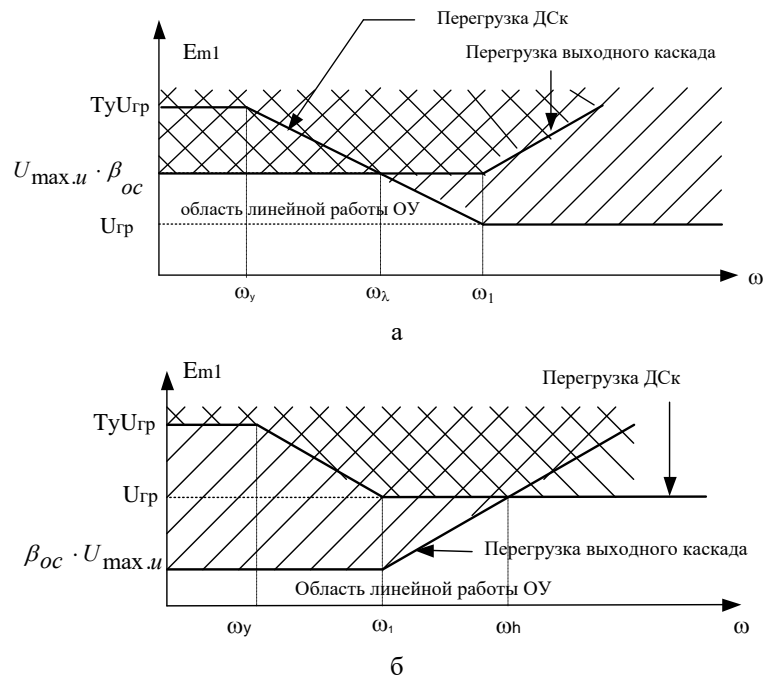 Перегрузка ДСк
Em1
Перегрузка выходного каскада
TyUгр
Umax.u · βoc
область линейной работы ОУ
Uгр
ωy ωλ ω1 ω
а
Em1
Перегрузка ДСк
TyUгр
Uгр
βoc · Umax.u
Перегрузка выходного каскада
Область линейной работы ОУ
ωy ω1 ωh ω
б